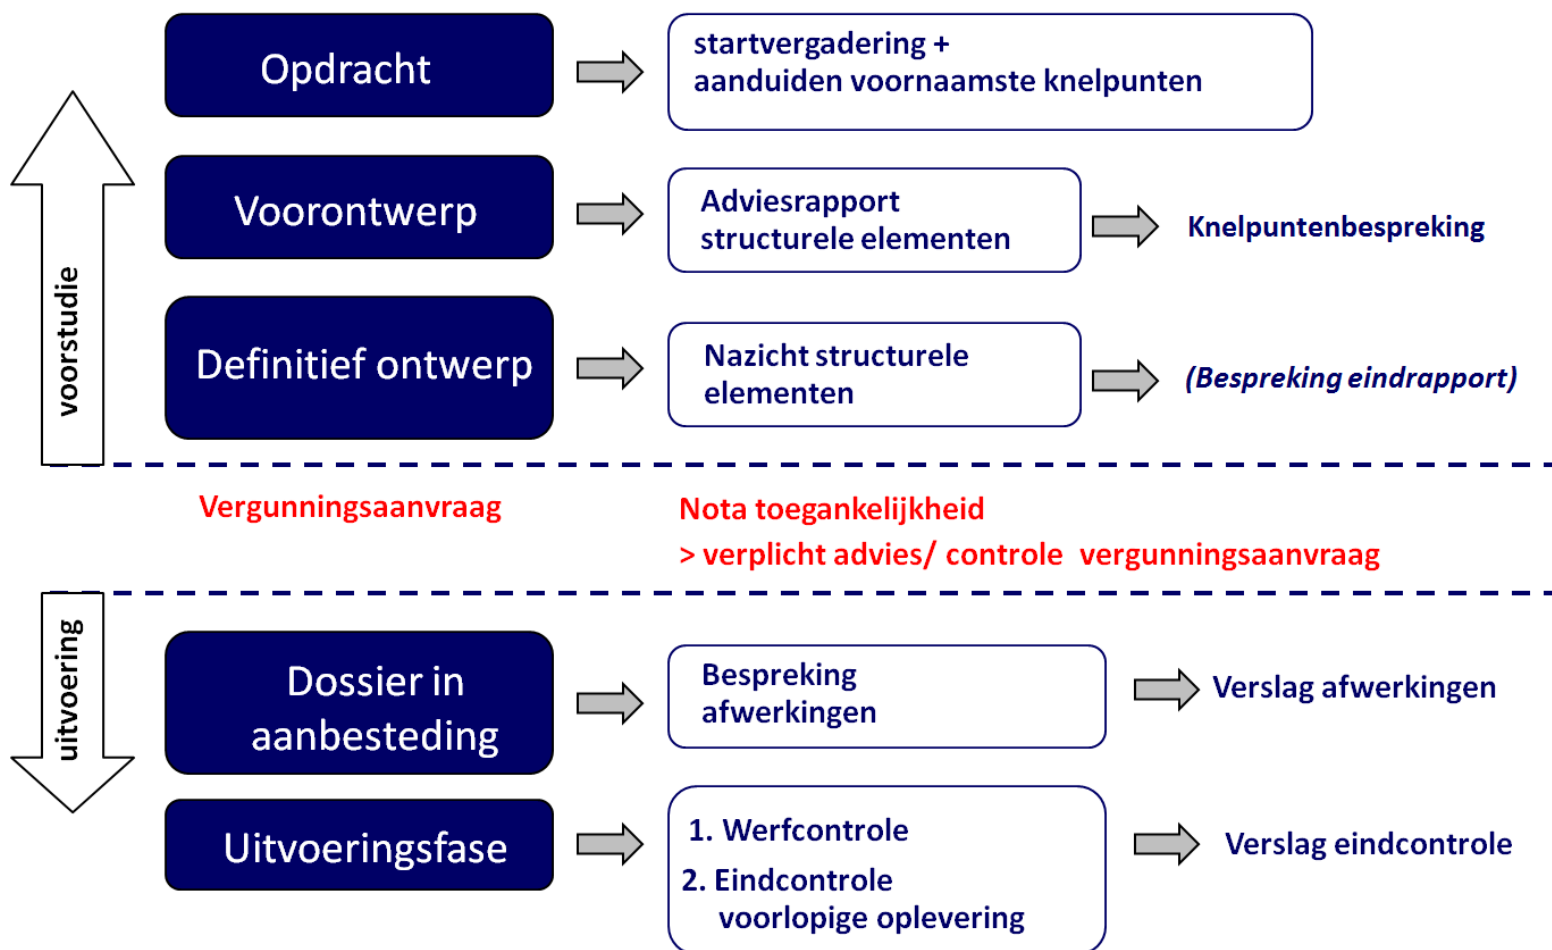 Opdracht
startvergadering +
aanduiden voornaamste knelpunten
voorstudie
Voorontwerp
Adviesrapport
structurele elementen
Knelpuntenbespreking
Definitief ontwerp
Nazicht structurele
elementen
(Bespreking eindrapport)
Vergunningsaanvraag
Nota toegankelijkheid
> verplicht advies/ controle vergunningsaanvraag
uitvoering
Dossier in
aanbesteding
Bespreking
afwerkingen
Verslag afwerkingen
Uitvoeringsfase
1. Werfcontrole
2. Eindcontrole
voorlopige oplevering
Verslag eindcontrole